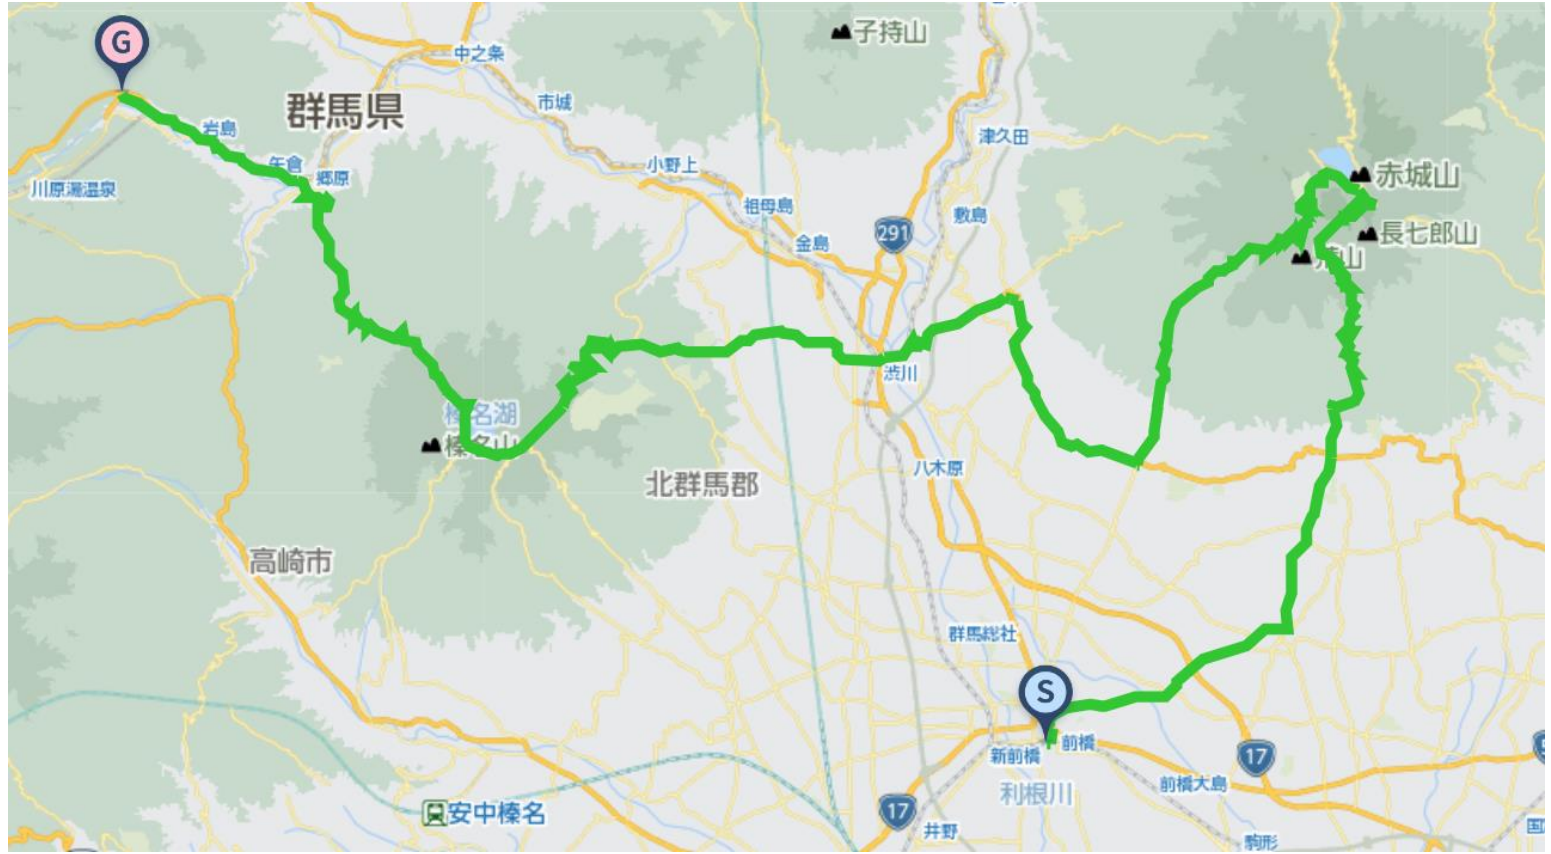 G
中之条
子持山
群馬県
市城
岩島
津久田
矢倉
郷原
小野上
赤城山
川原湯温泉
祖母島
敷島
291
金島
長七郎山
荒山
渋川
榛名湖
榛名山
八木原
北群馬郡
高崎市
群馬総社
S
前橋
新前橋
17
前橋大島
利根川
17
安中榛名
井野
駒形